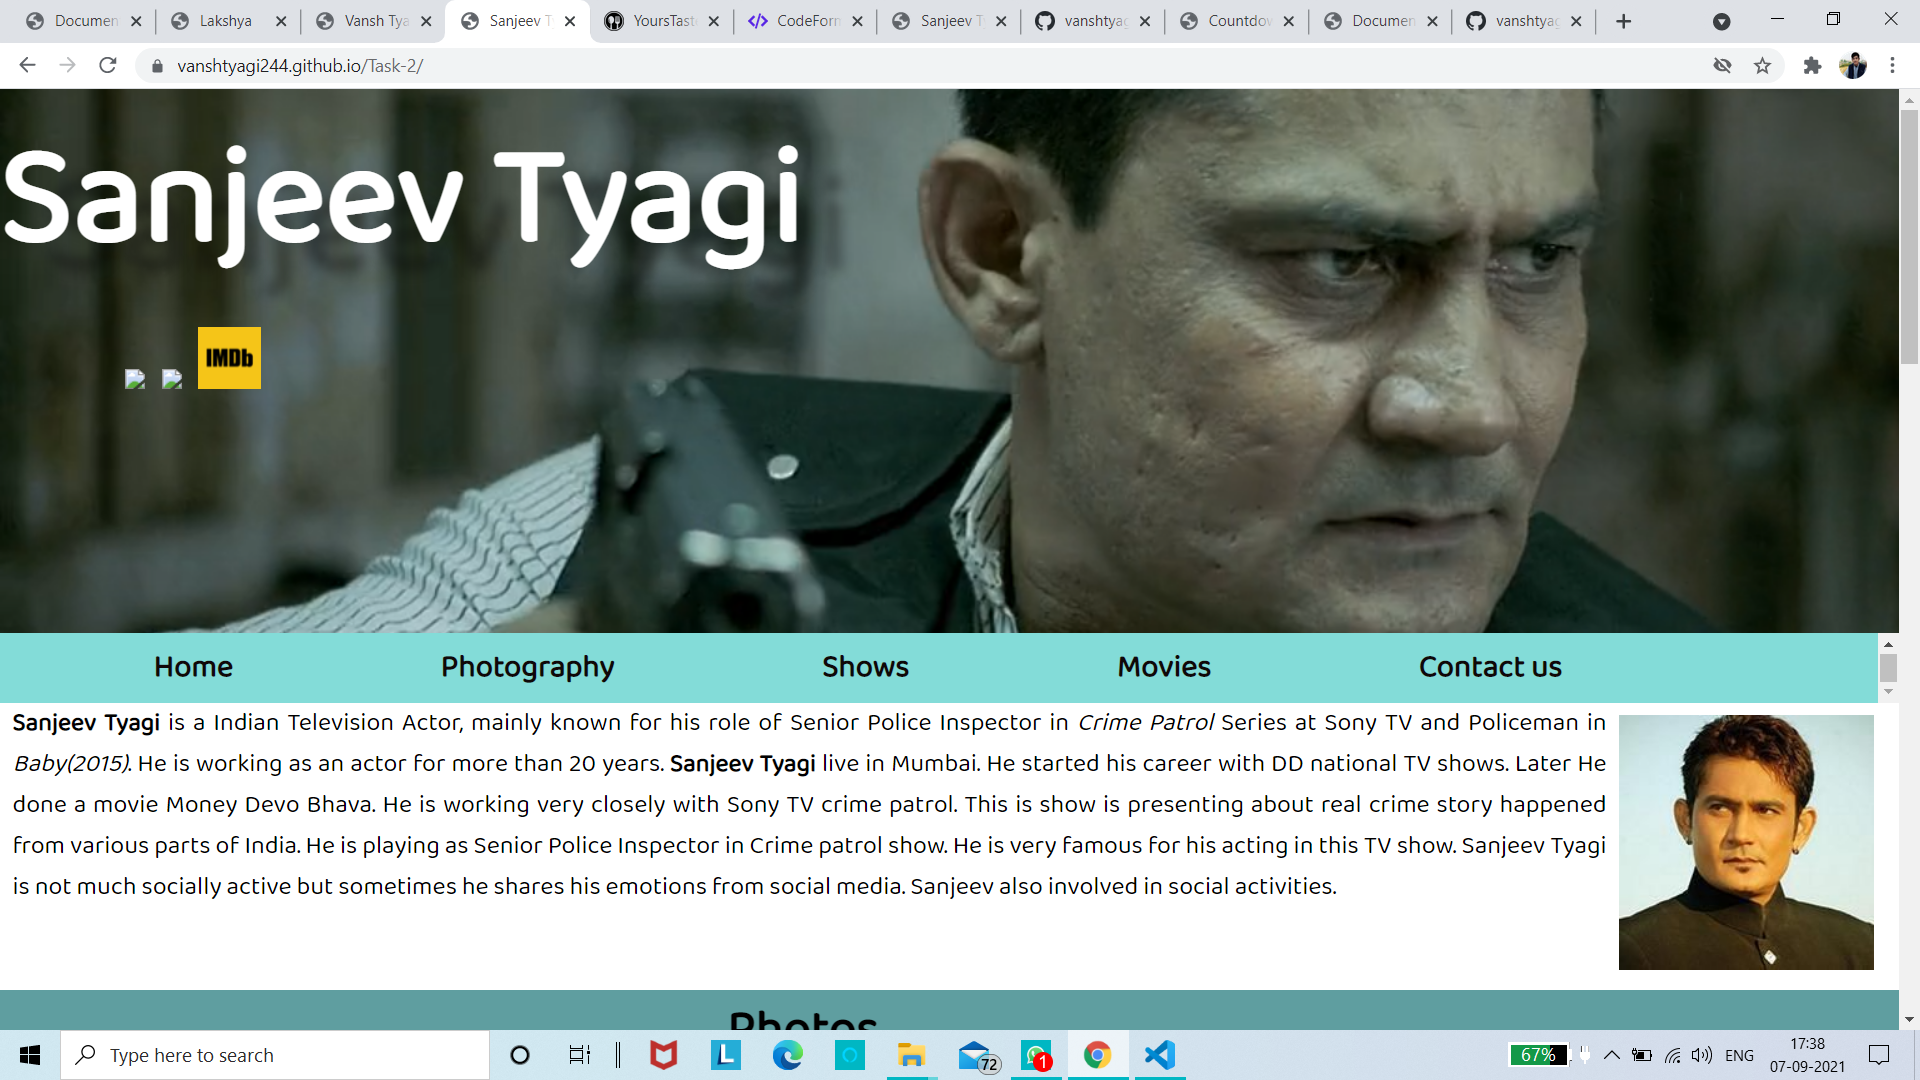 Documen
Lakshya
Vansh Tya
Sanjeev T
YoursTast
CodeForm
Sanjeev T
vanshtyag
Countdov
Documen
vanshtyag
vanshtyagi244.github.io/Task-2/
Sanjeev Tyagi
IMDb
Home Photography Shows Movies Contact us
Sanjeev Tyagi is a Indian Television Actor, mainly known for his role of Senior Police Inspector in Crime Patrol Series at Sony TV and Policeman in
Baby(2015). He is working as an actor for more than 20 years. Sanjeev Tyagi live in Mumbai. He started his career with DD national TV shows. Later He
done a movie Money Devo Bhava. He is working very closely with Sony TV crime patrol. This is show is presenting about real crime story happened
from various parts of India. He is playing as Senior Police Inspector in Crime patrol show. He is very famous for his acting in this TV show. Sanjeev Tyagi
is not much socially active but sometimes he shares his emotions from social media. Sanjeev also involved in social activities.
Photos
Type here to search
L
72
1
67%
ENG
17:38
07-09-2021